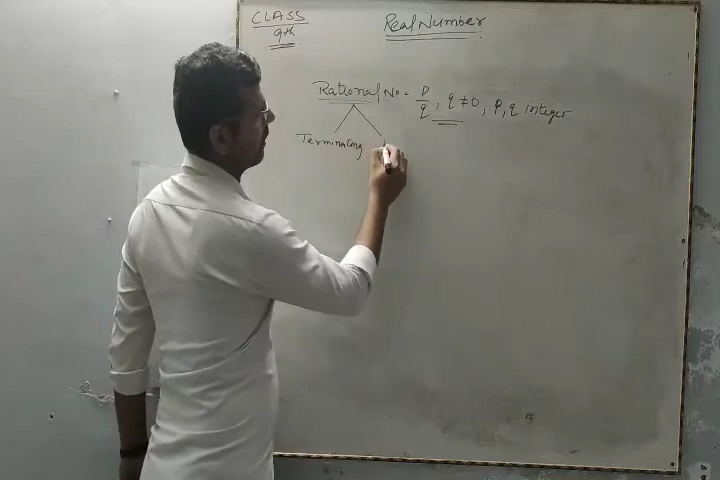 CLASS
9th
Real Number
Rational No = P/q, q ≠ 0, P, q integer
Terminating